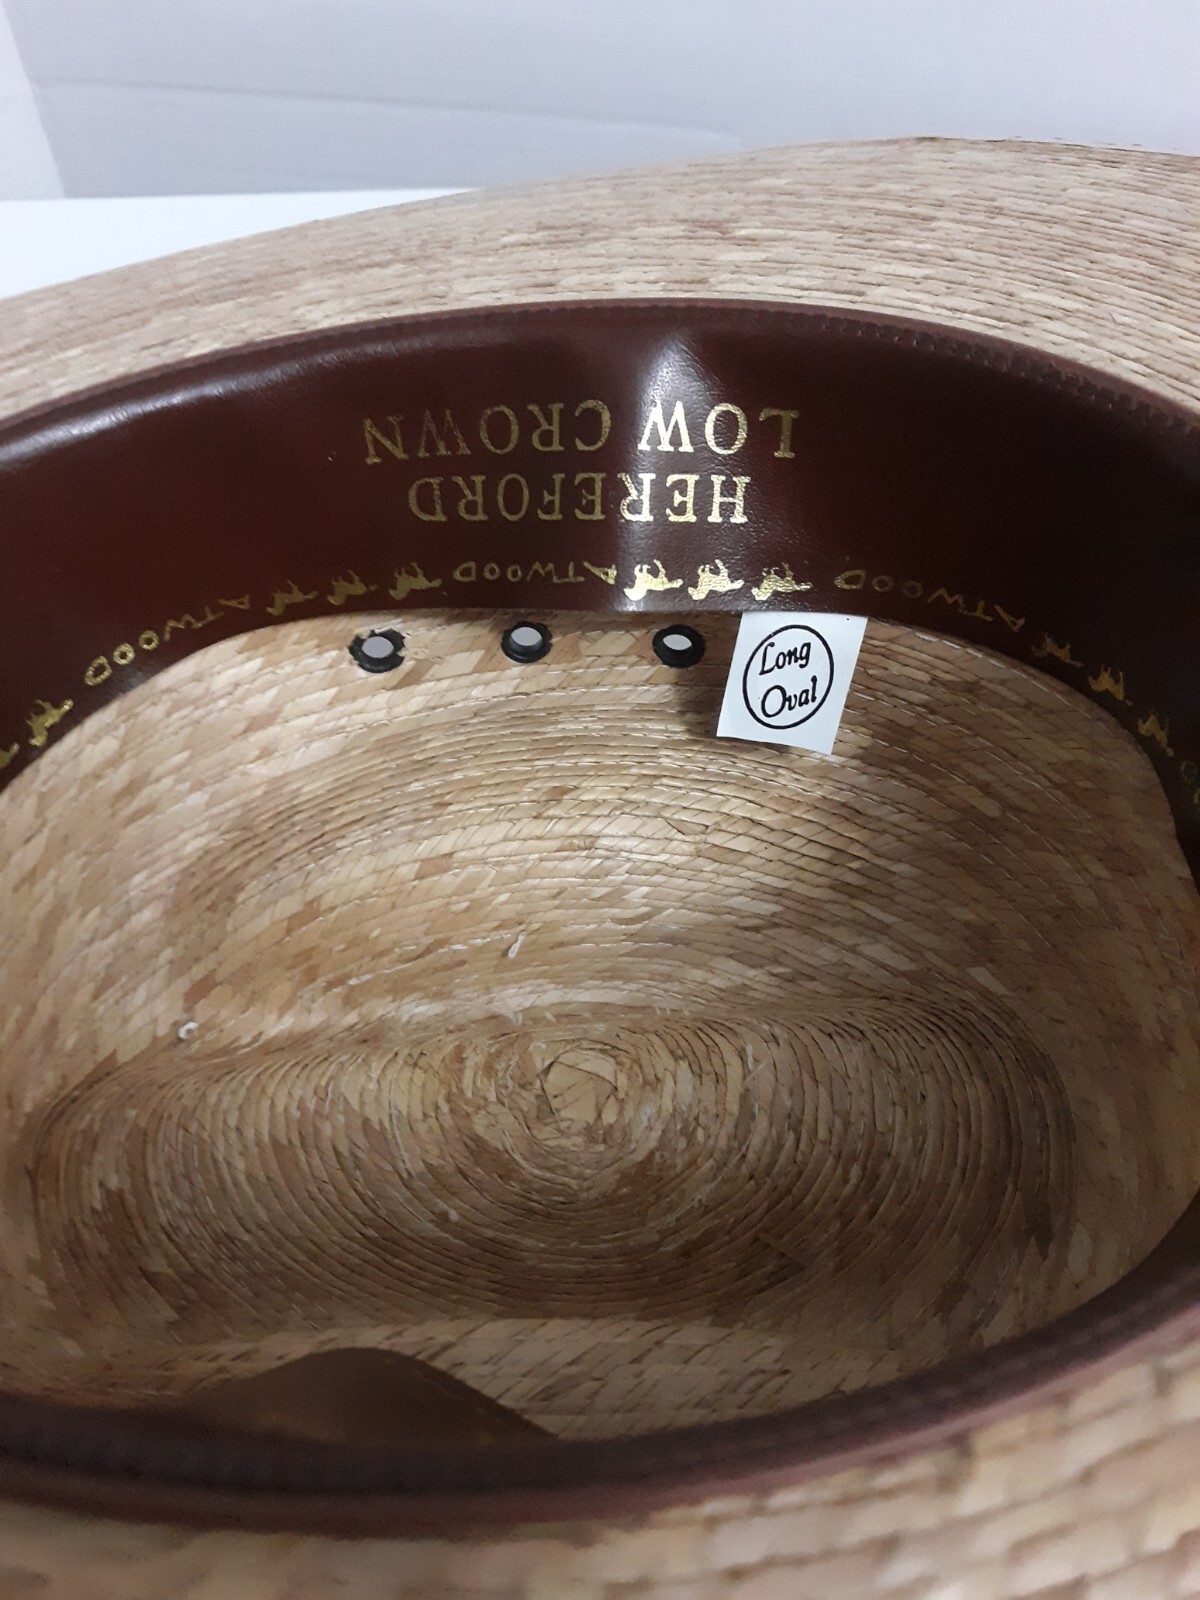 HEREFORD
LOW CROWN
ATWOOD ATWOOD ATWOOD
Long
Oval